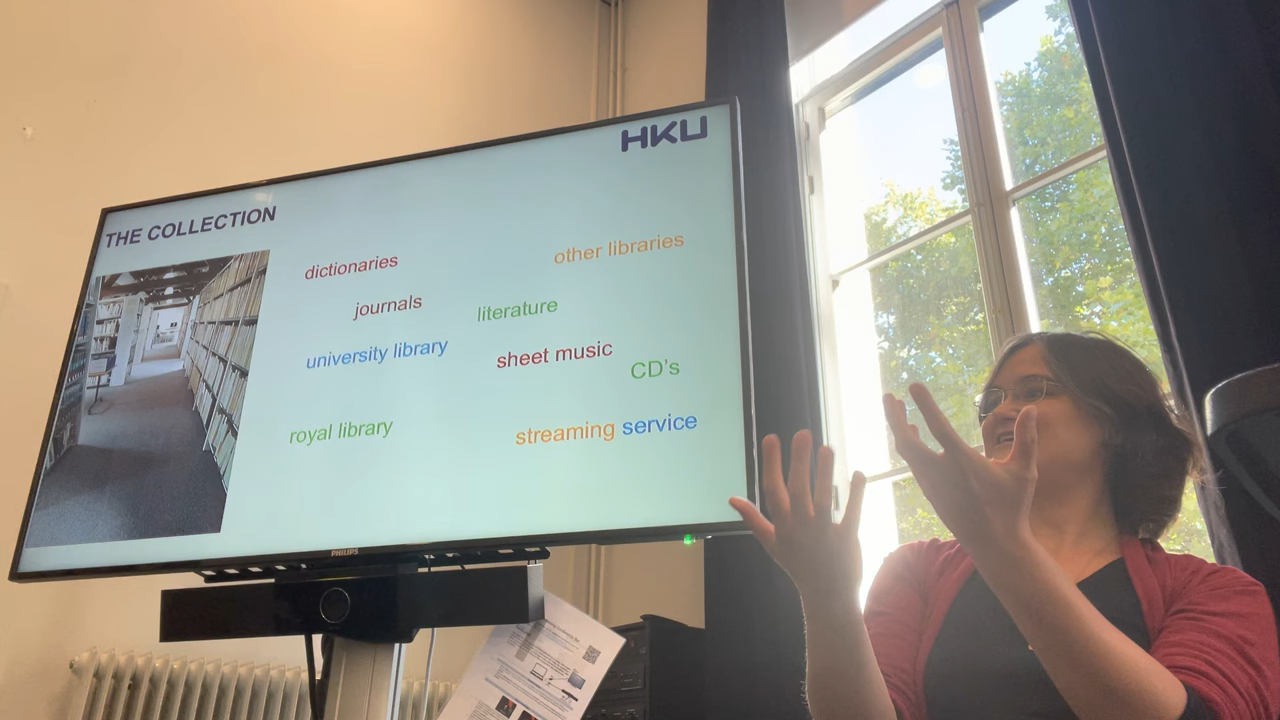 HKU
THE COLLECTION
dictionaries
other libraries
journals
literature
university library
sheet music
CD's
royal library
streaming service
PHILIPS